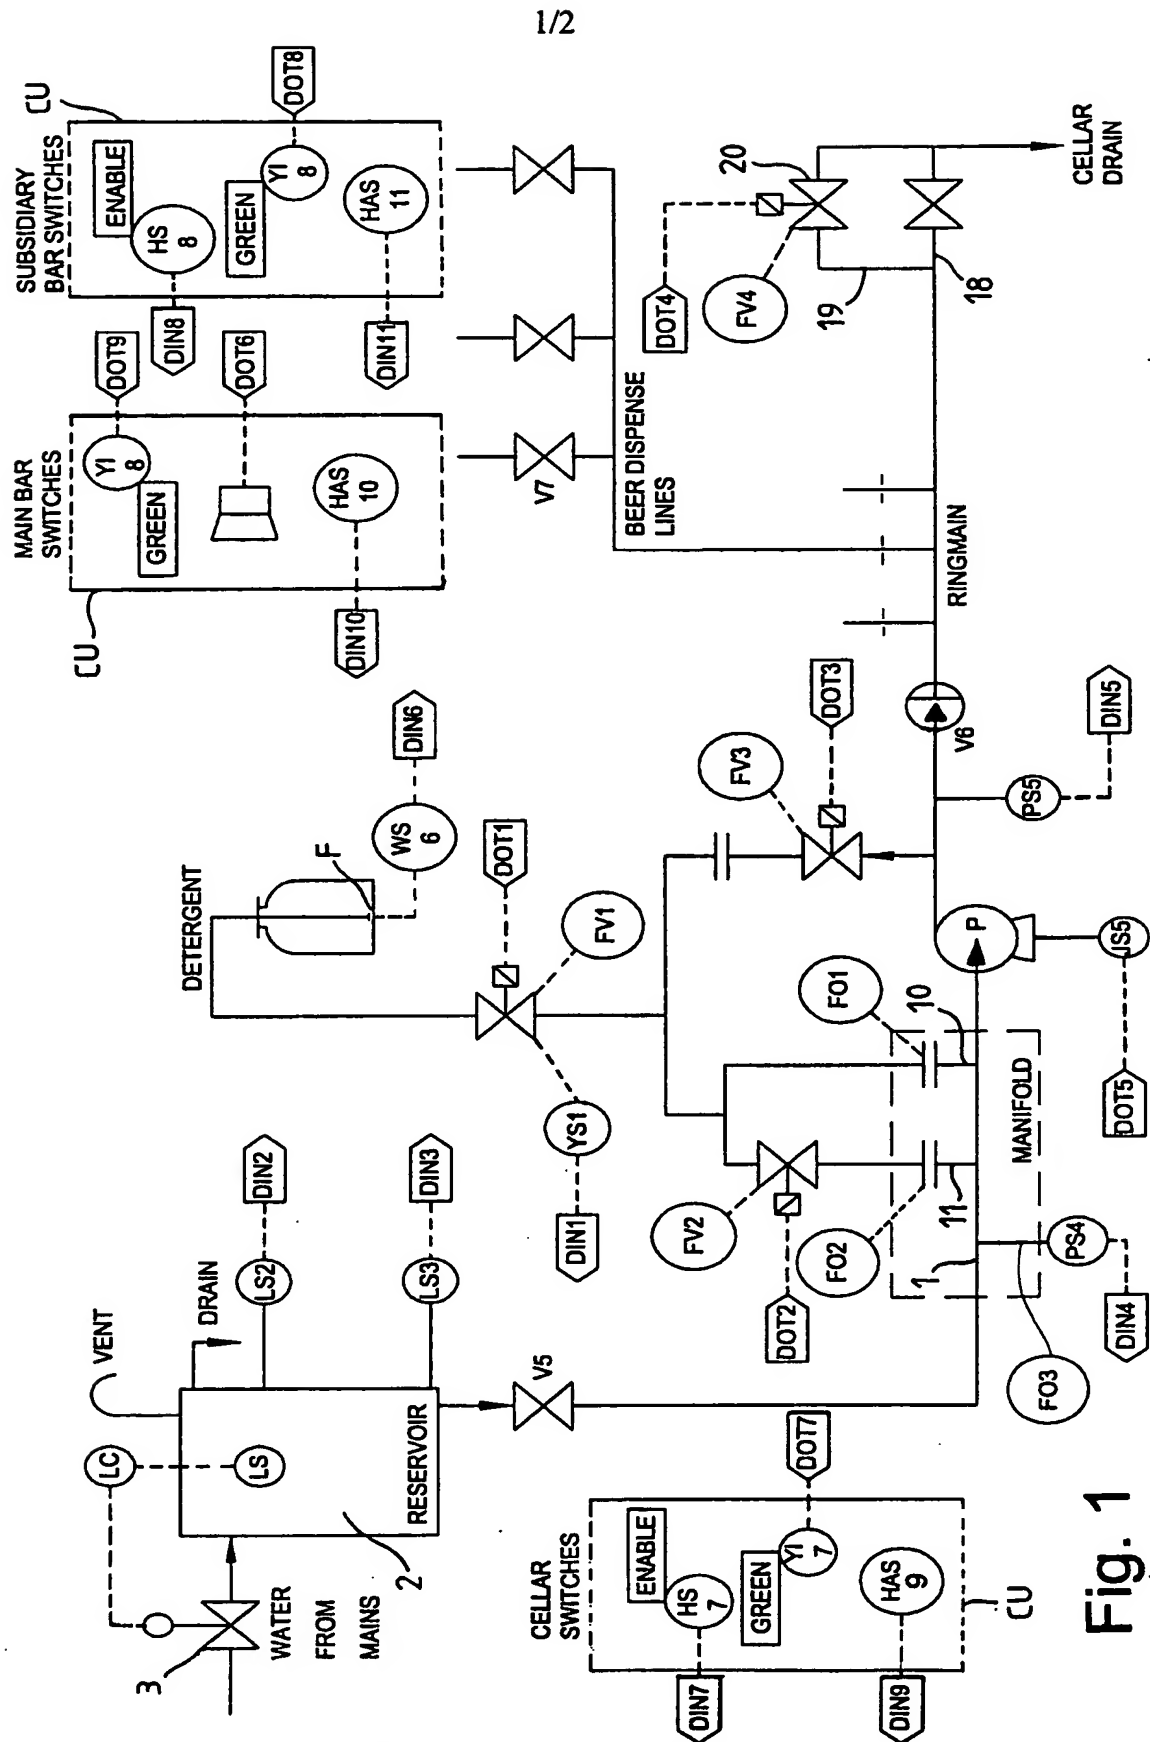 1/2
CU
SUBSIDIARY
BAR SWITCHES
ENABLE
HS
8
GREEN
YI
8
HAS
11
DIN8
DOT8
DIN11
MAIN BAR
SWITCHES
YI
8
GREEN
HAS
10
DOT9
DOT6
DIN10
CU
V7
BEER DISPENSE
LINES
DOT4
FV4
20
19
18
CELLAR
DRAIN
RINGMAIN
V6
PS5
DIN5
DETERGENT
F
WS
6
DIN6
DOT1
FV1
YS1
DIN1
FV3
DOT3
P
IS5
DOT5
FO1
10
FV2
DOT2
FO2
11
MANIFOLD
1
PS4
DIN4
FO3
VENT
DRAIN
LC
LS
LS2
DIN2
LS3
DIN3
RESERVOIR
2
3
WATER
FROM
MAINS
V5
CELLAR
SWITCHES
ENABLE
HS
7
GREEN
YI
7
HAS
9
DIN7
DOT7
DIN9
CU
Fig. 1